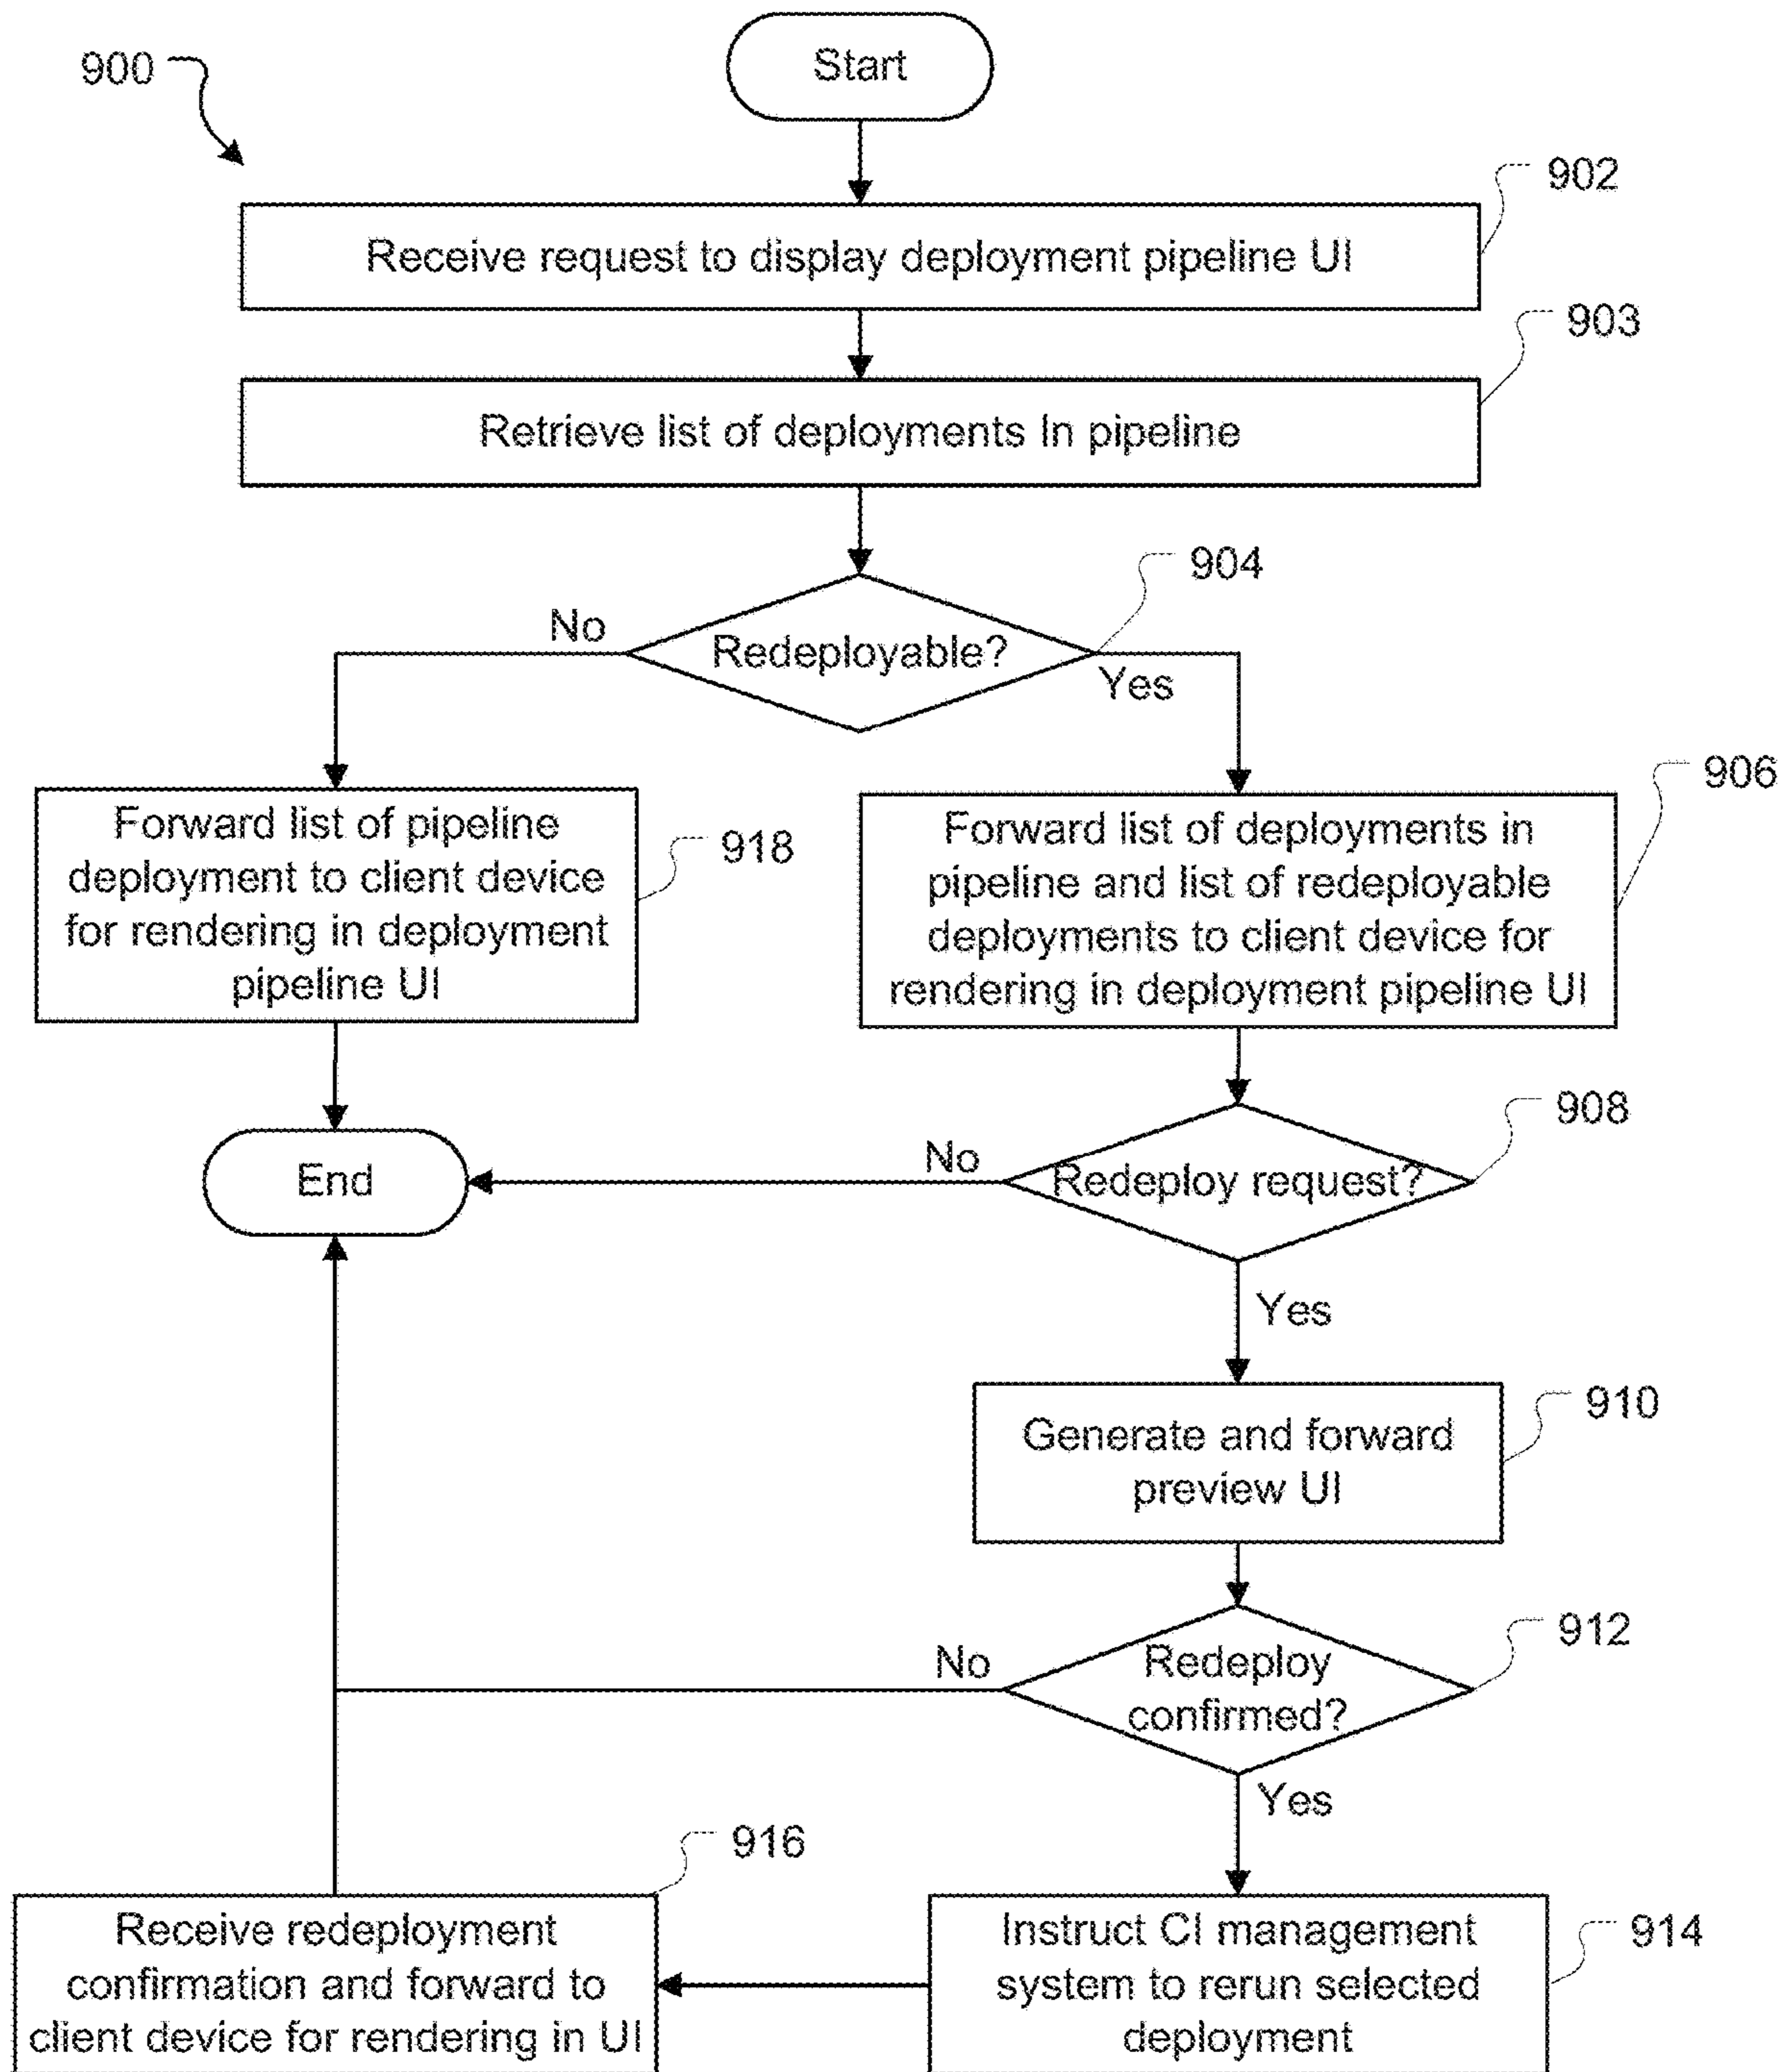 Start
900
902
Receive request to display deployment pipeline UI
903
Retrieve list of deployments In pipeline
904
No
Redeployable?
Yes
906
Forward list of pipeline
deployment to client device
for rendering in deployment
pipeline UI
918
Forward list of deployments in
pipeline and list of redeployable
deployments to client device for
rendering in deployment pipeline UI
908
End
No
Redeploy request?
Yes
910
Generate and forward
preview UI
912
No
Redeploy
confirmed?
Yes
916
Receive redeployment
confirmation and forward to
client device for rendering in UI
Instruct CI management
system to rerun selected
deployment
914